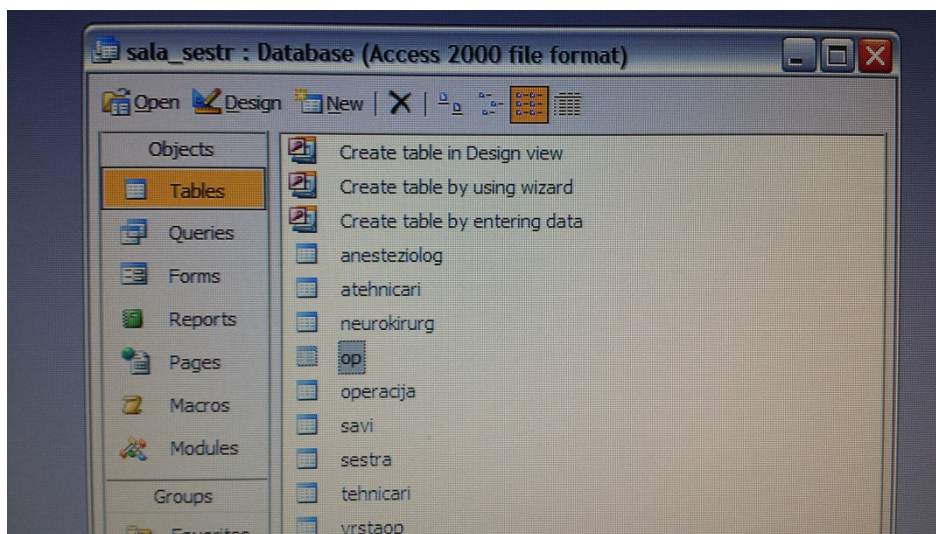 sala_sestr : Database (Access 2000 file format)
Open Design New
Objects
Tables
Queries
Forms
Reports
Pages
Macros
Modules
Groups
Favorites
Create table in Design view
Create table by using wizard
Create table by entering data
anesteziolog
atehnicari
neurokirurg
op
operacija
savi
sestra
tehnicari
vrstaop